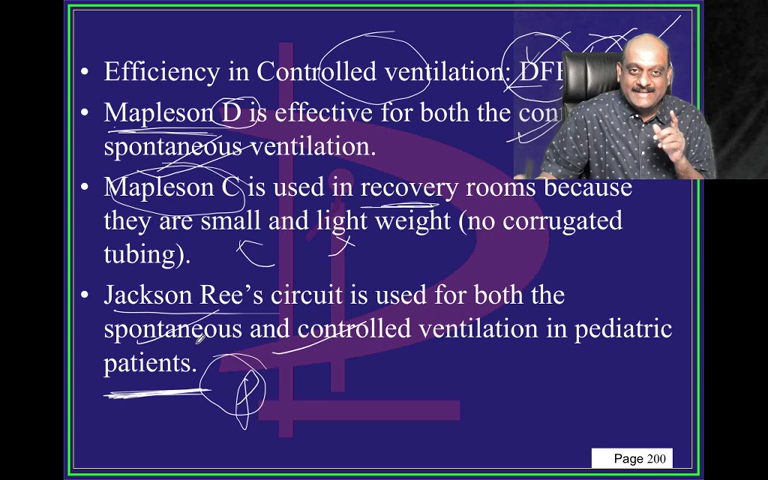 • Efficiency in Controlled ventilation:
• Mapleson D is effective for both the
spontaneous ventilation.
• Mapleson C is used in recovery rooms because
they are small and light weight (no corrugated
tubing).
• Jackson Ree's circuit is used for both the
spontaneous and controlled ventilation in pediatric
patients.
Page 200